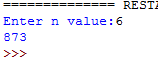 ============== RESTA
Enter n value:6
873
>>>